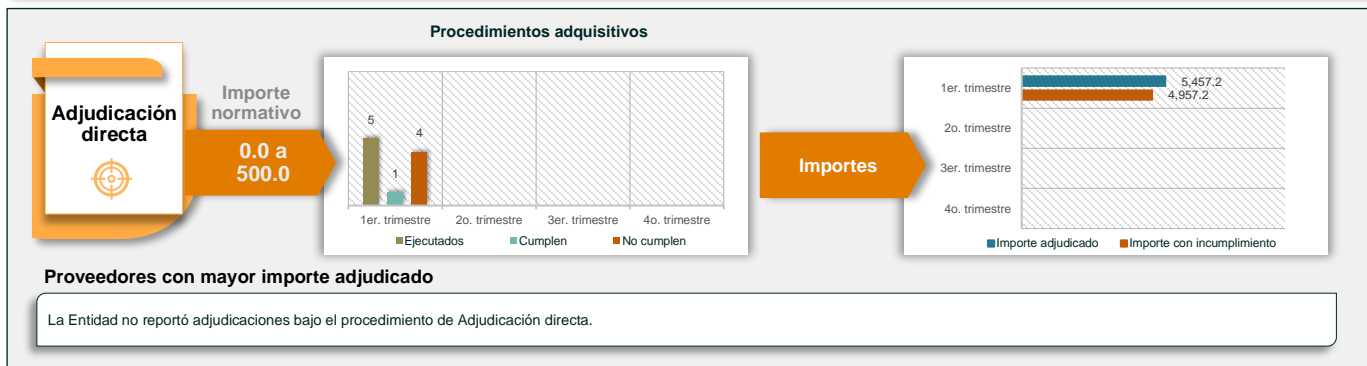 Procedimientos adquisitivos
Adjudicación
directa
Importe
normativo
0.0 a
500.0
5
1
4
1er. trimestre
2o. trimestre
3er. trimestre
4o. trimestre
Ejecutados
Cumplen
No cumplen
Importes
1er. trimestre
5,457.2
4,957.2
2o. trimestre
3er. trimestre
4o. trimestre
Importe adjudicado
Importe con incumplimiento
Proveedores con mayor importe adjudicado
La Entidad no reportó adjudicaciones bajo el procedimiento de Adjudicación directa.